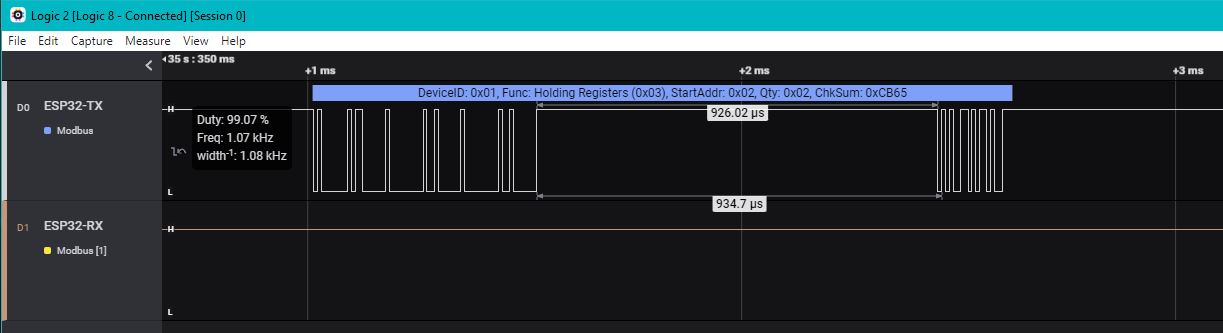 Logic 2 [Logic 8 - Connected] [Session 0]
File Edit Capture Measure View Help
35 s : 350 ms
+1 ms +2 ms +3 ms
D0 ESP32-TX
Modbus
H
L
DeviceID: 0x01, Func: Holding Registers (0x03), StartAddr: 0x02, Qty: 0x02, ChkSum: 0xCB65
926.02 µs
Duty: 99.07 %
Freq: 1.07 kHz
width⁻¹: 1.08 kHz
934.7 µs
D1 ESP32-RX
Modbus [1]
H
L